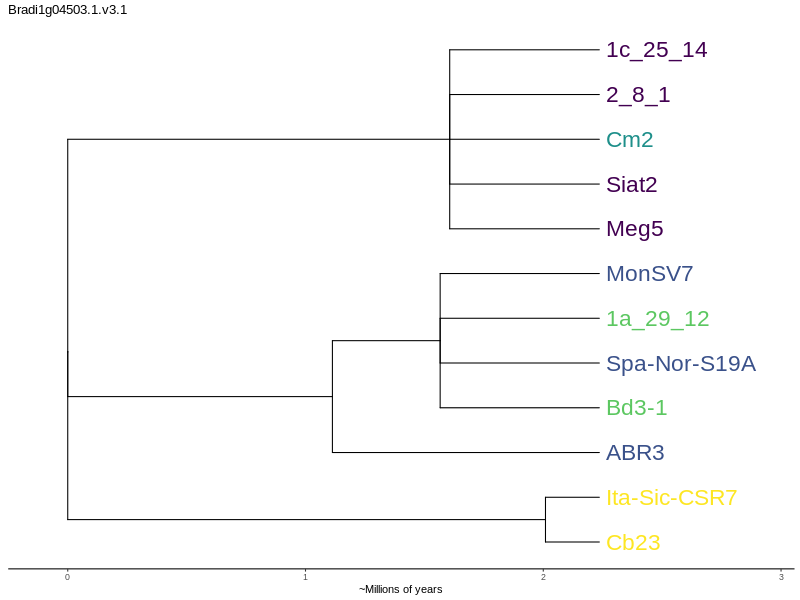 Bradi1g04503.1.v3.1
1c_25_14
2_8_1
Cm2
Siat2
Meg5
MonSV7
1a_29_12
Spa-Nor-S19A
Bd3-1
ABR3
Ita-Sic-CSR7
Cb23
0 1 2 3
~Millions of years